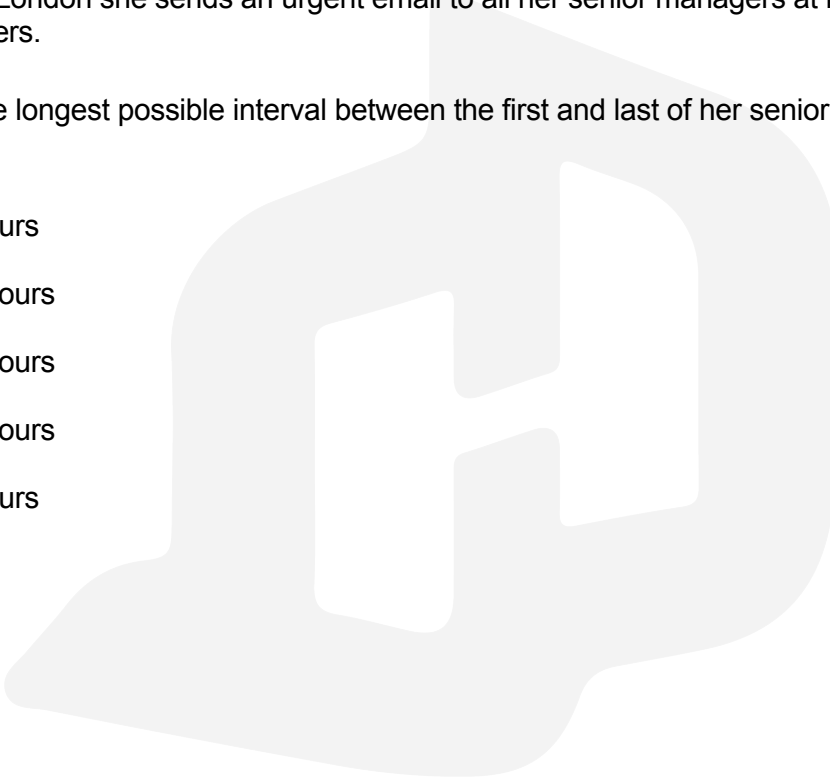 London she sends an urgent email to all her senior managers at
ers.
longest possible interval between the first and last of her senior
urs
ours
ours
ours
urs